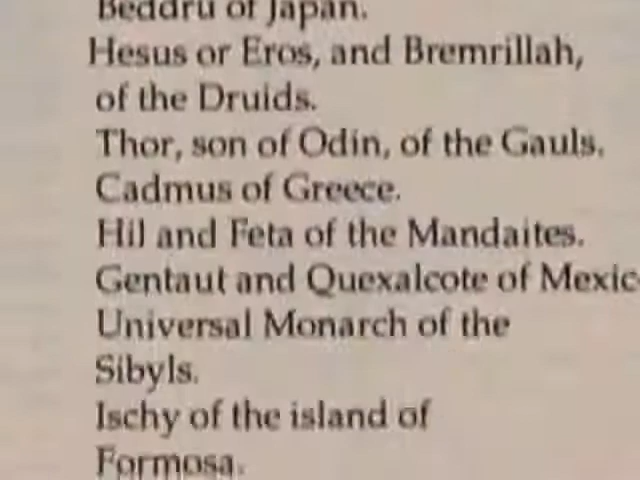 Beddru of Japan.
Hesus or Eros, and Bremrillah,
of the Druids.
Thor, son of Odin, of the Gauls.
Cadmus of Greece.
Hil and Feta of the Mandaites.
Gentaut and Quexalcote of Mexic
Universal Monarch of the
Sibyls.
Ischy of the island of
Formosa.